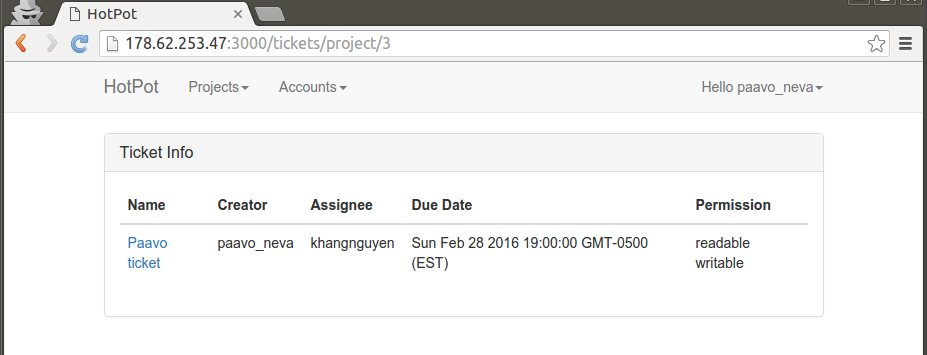 HotPot
178.62.253.47:3000/tickets/project/3
HotPot Projects Accounts Hello paavo_neva
Ticket Info
Name Creator Assignee Due Date Permission
Paavo paavo_neva khangnguyen Sun Feb 28 2016 19:00:00 GMT-0500 readable
ticket (EST) writable